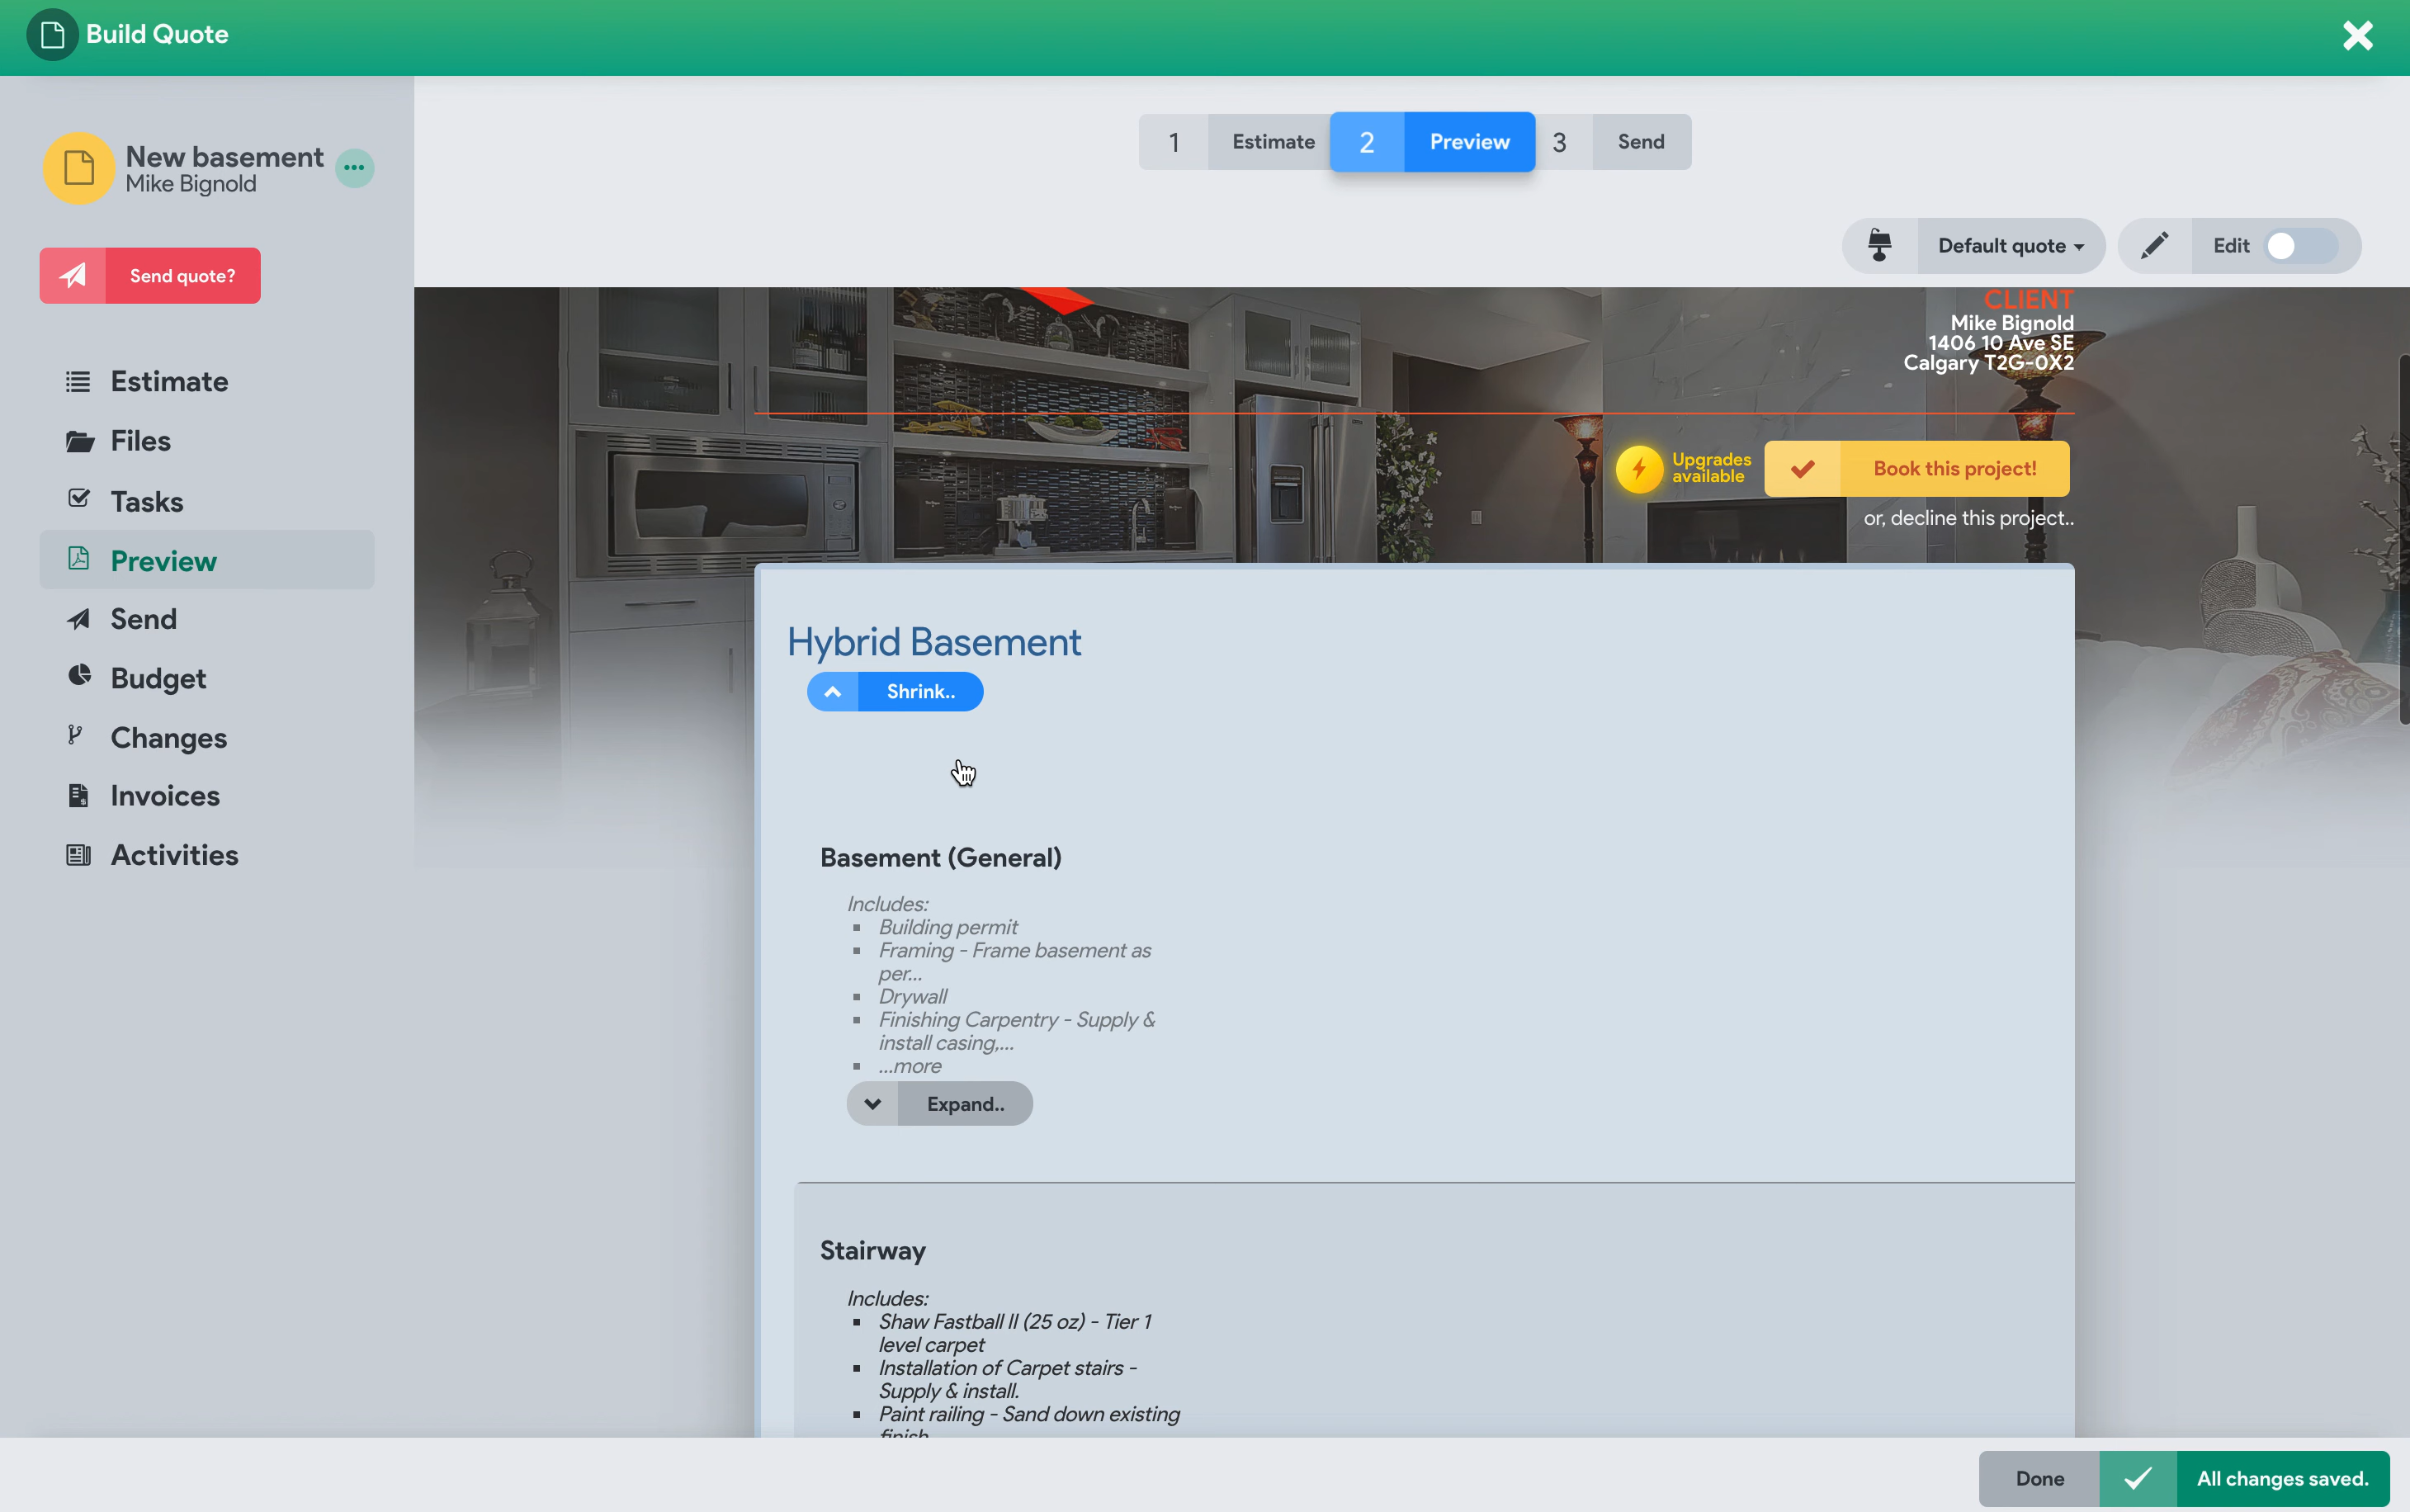 Build Quote
New basement
Mike Bignold
•••
Send quote?
Estimate
Files
Tasks
Preview
Send
Budget
Changes
Invoices
Activities
1 Estimate 2 Preview 3 Send
Default quote
Edit
CLIENT
Mike Bignold
1406 10 Ave SE
Calgary T2G-0X2
Upgrades
available
Book this project!
or, decline this project..
Hybrid Basement
Shrink..
Basement (General)
Includes:
▪ Building permit
▪ Framing - Frame basement as
per...
▪ Drywall
▪ Finishing Carpentry - Supply &
install casing,...
▪ ...more
Expand..
Stairway
Includes:
▪ Shaw Fastball II (25 oz) - Tier 1
level carpet
▪ Installation of Carpet stairs -
Supply & install.
▪ Paint railing - Sand down existing
finish
Done
All changes saved.